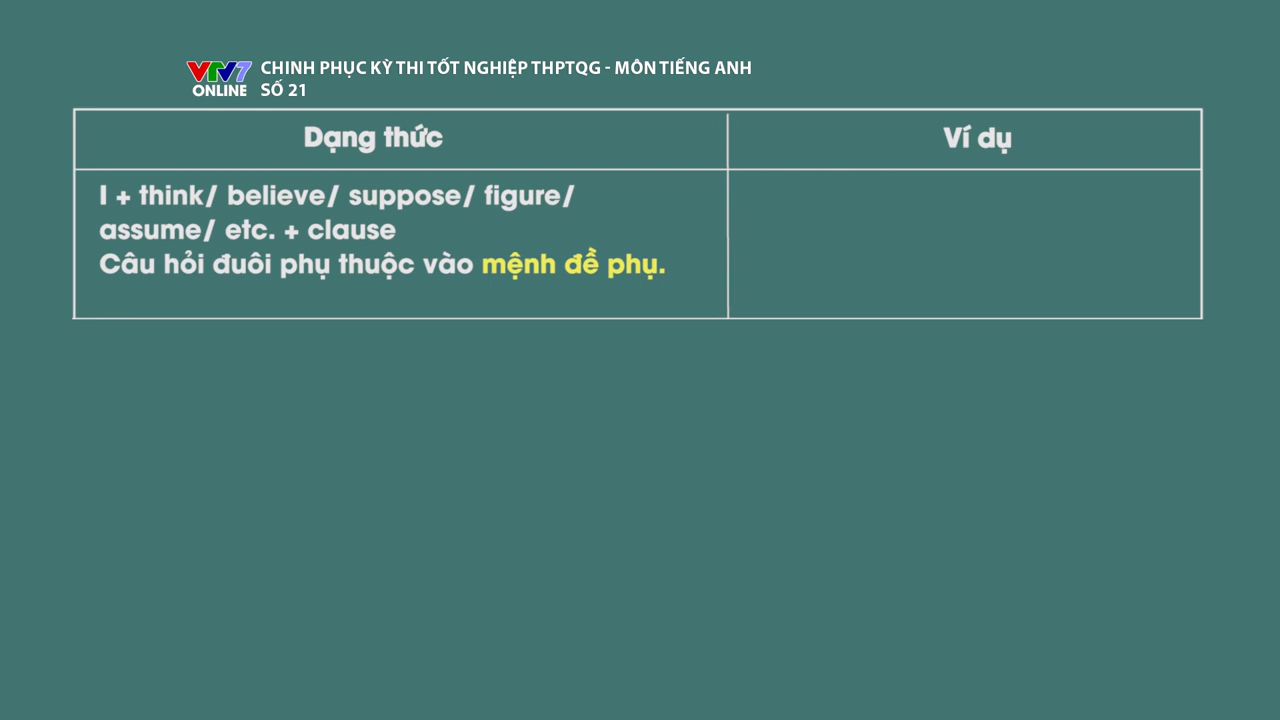 VTV7
ONLINE
CHINH PHỤC KỲ THI TỐT NGHIỆP THPTQG - MÔN TIẾNG ANH
SỐ 21
Dạng thức
Ví dụ
I + think/ believe/ suppose/ figure/
assume/ etc. + clause
Câu hỏi đuôi phụ thuộc vào mệnh đề phụ.